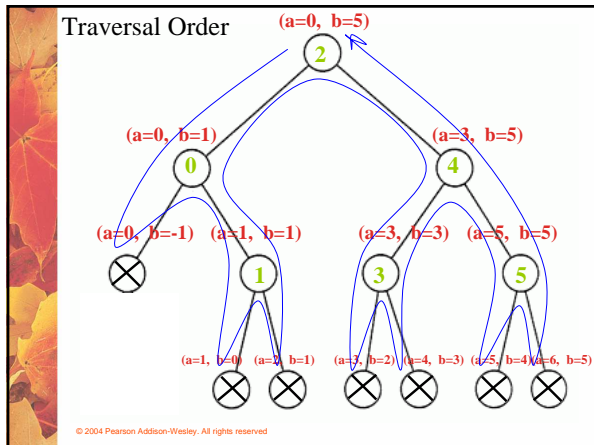 Traversal Order
(a=0, b=5)
2
(a=0, b=1)
(a=3, b=5)
0
4
(a=0, b=-1)
(a=1, b=1)
(a=3, b=3)
(a=5, b=5)
1
3
5
(a=1, b=0)
(a=2, b=1)
(a=3, b=2)
(a=4, b=3)
(a=5, b=4)
(a=6, b=5)
© 2004 Pearson Addison-Wesley. All rights reserved